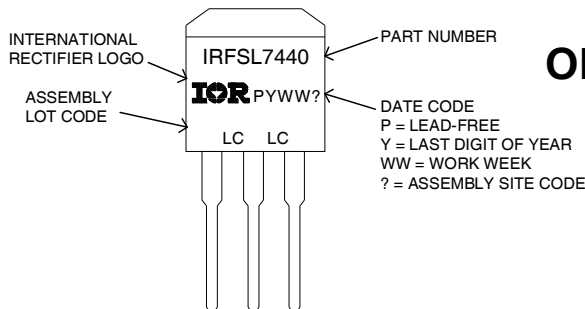 INTERNATIONAL
RECTIFIER LOGO
ASSEMBLY
LOT CODE
IRFSL7440
IOR PYWW?
LC LC
PART NUMBER
DATE CODE
P = LEAD-FREE
Y = LAST DIGIT OF YEAR
WW = WORK WEEK
? = ASSEMBLY SITE CODE